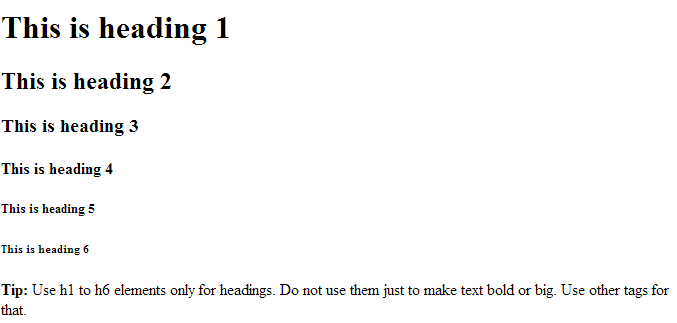 This is heading 1
This is heading 2
This is heading 3
This is heading 4
This is heading 5
This is heading 6
Tip: Use h1 to h6 elements only for headings. Do not use them just to make text bold or big. Use other tags for
that.